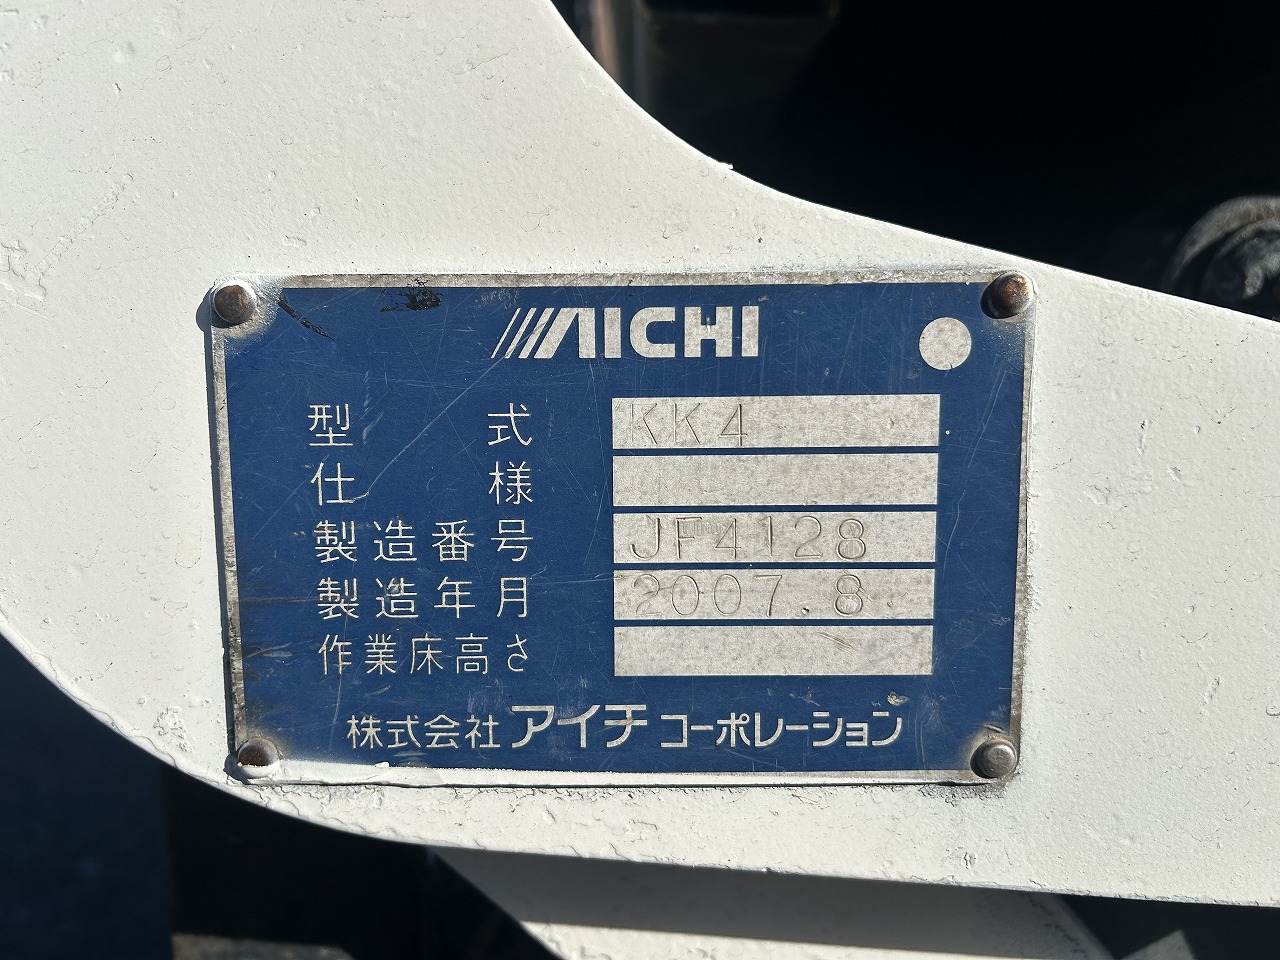 AICHI
型式 KK4
仕様
製造番号 JF4128
製造年月 2007.8
作業床高さ
株式会社アイチコーポレーション